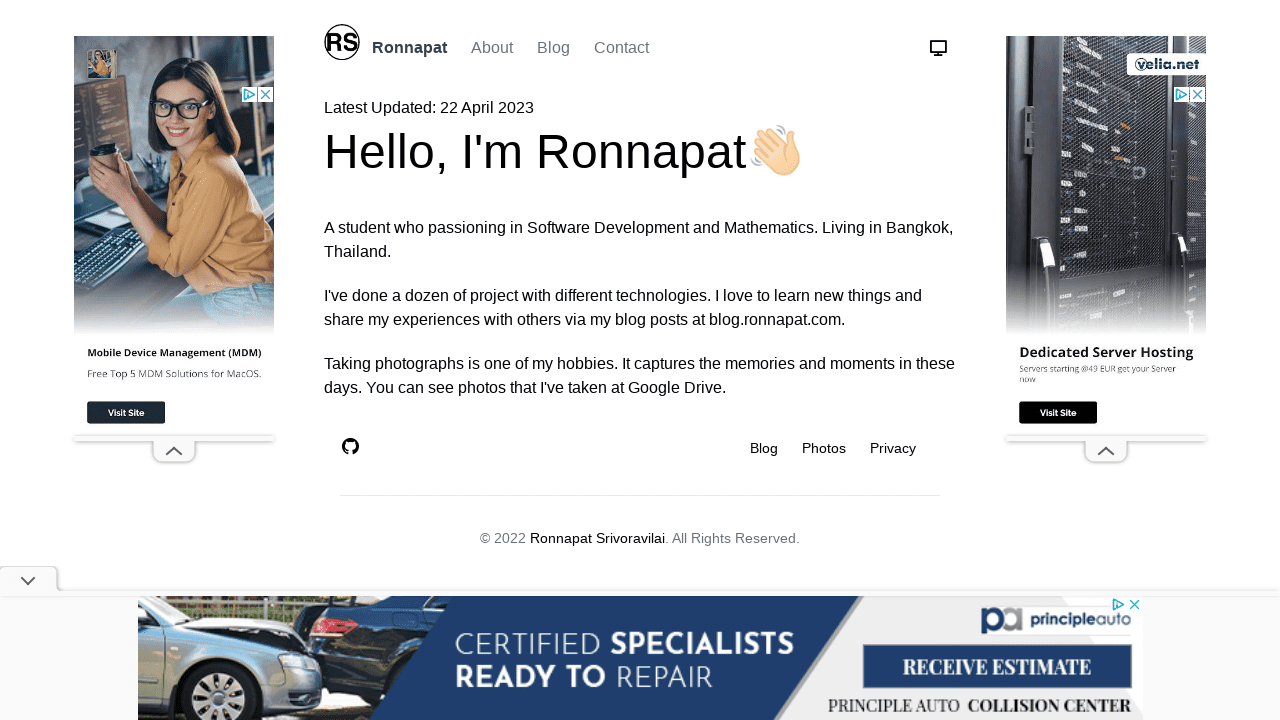 RS
Ronnapat
About
Blog
Contact
Latest Updated: 22 April 2023
Hello, I'm Ronnapat
A student who passioning in Software Development and Mathematics. Living in Bangkok,
Thailand.
I've done a dozen of project with different technologies. I love to learn new things and
share my experiences with others via my blog posts at blog.ronnapat.com.
Taking photographs is one of my hobbies. It captures the memories and moments in these
days. You can see photos that I've taken at Google Drive.
Blog
Photos
Privacy
© 2022 Ronnapat Srivoravilai. All Rights Reserved.
Mobile Device Management (MDM)
Free Top 5 MDM Solutions for MacOS.
Visit Site
velia.net
Dedicated Server Hosting
Servers starting @49 EUR get your Server
now
Visit Site
CERTIFIED SPECIALISTS
READY TO REPAIR
pa principleauto
RECEIVE ESTIMATE
PRINCIPLE AUTO COLLISION CENTER